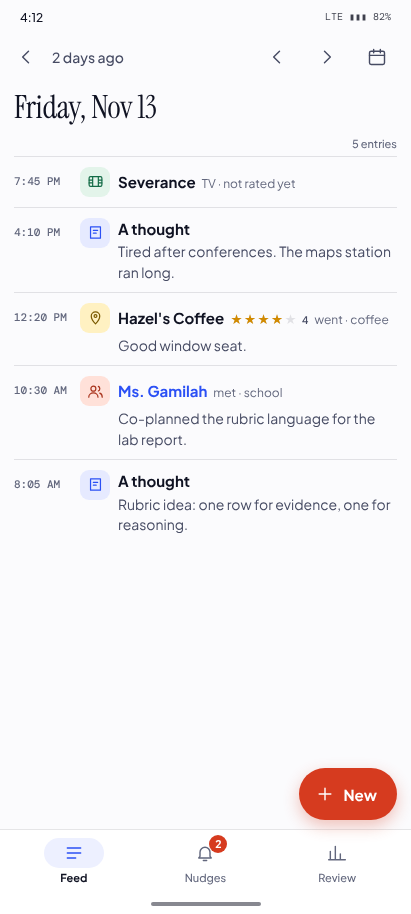 4:12
LTE 82%
2 days ago
Friday, Nov 13
5 entries
7:45 PM
Severance TV · not rated yet
4:10 PM
A thought
Tired after conferences. The maps station
ran long.
12:20 PM
Hazel's Coffee ★★★★★ 4 went · coffee
Good window seat.
10:30 AM
Ms. Gamilah met · school
Co-planned the rubric language for the
lab report.
8:05 AM
A thought
Rubric idea: one row for evidence, one for
reasoning.
+ New
2
Feed
Nudges
Review